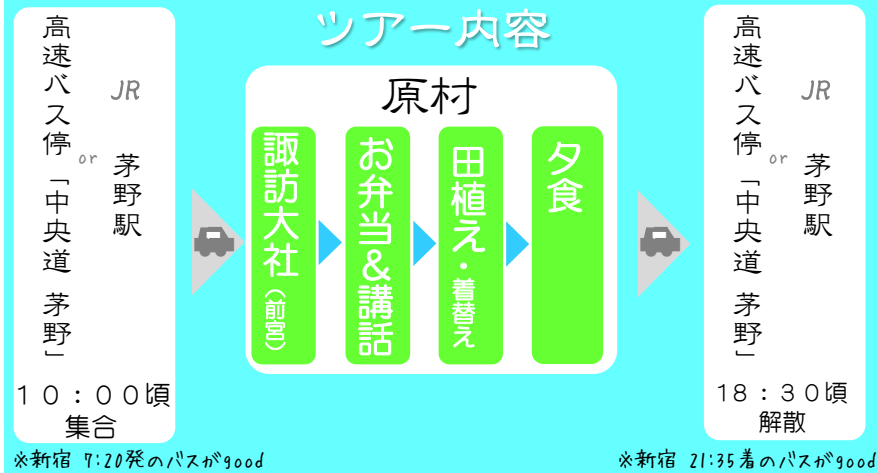 ツアー内容
JR 茅野駅
or
高速バス停「中央道 茅野」
10：00頃
集合
※新宿 7:20発のバスがgood
原村
諏訪大社（前宮）
お弁当&講話
田植え・着替え
夕食
JR 茅野駅
or
高速バス停「中央道 茅野」
18：30頃
解散
※新宿 21:35着のバスがgood